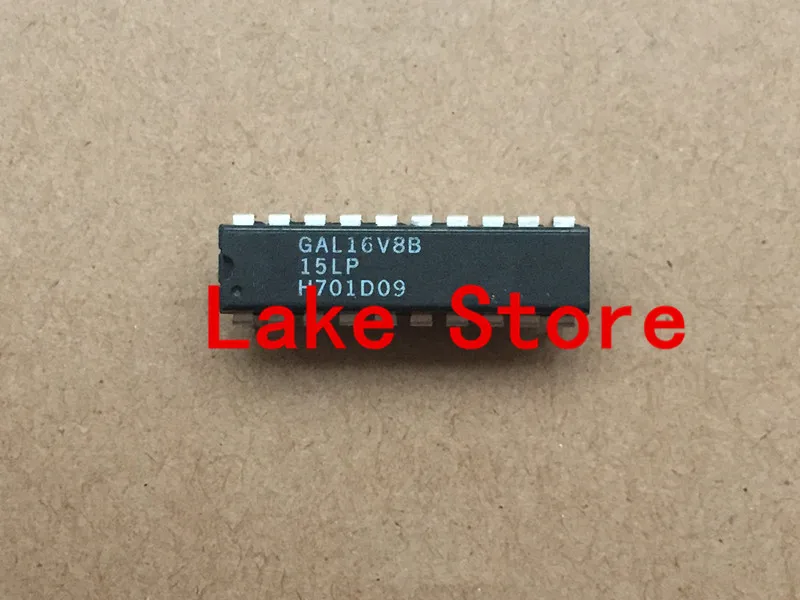 GAL16V8B
15LP
H701D09
Lake Store